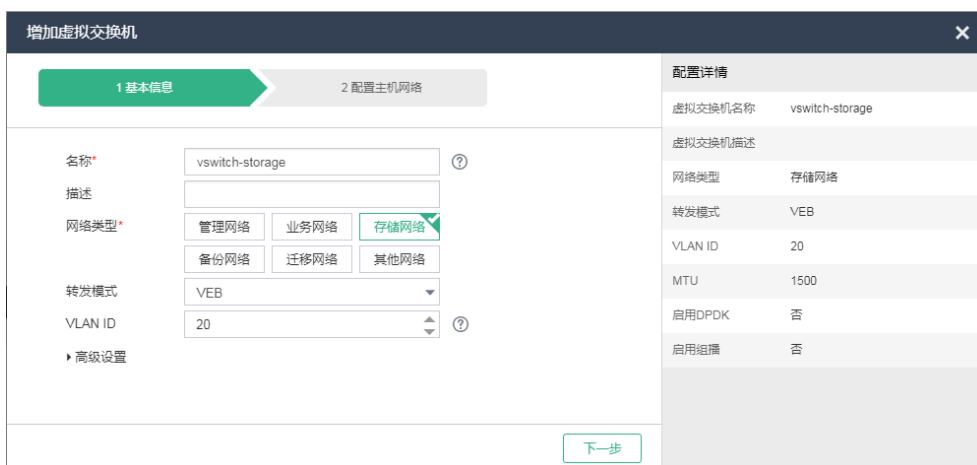 增加虚拟交换机
1 基本信息
2 配置主机网络
名称*
vswitch-storage
描述
网络类型*
管理网络
业务网络
存储网络
备份网络
迁移网络
其他网络
转发模式
VEB
VLAN ID
20
高级设置
下一步
配置详情
虚拟交换机名称 vswitch-storage
虚拟交换机描述
网络类型 存储网络
转发模式 VEB
VLAN ID 20
MTU 1500
启用DPDK 否
启用组播 否